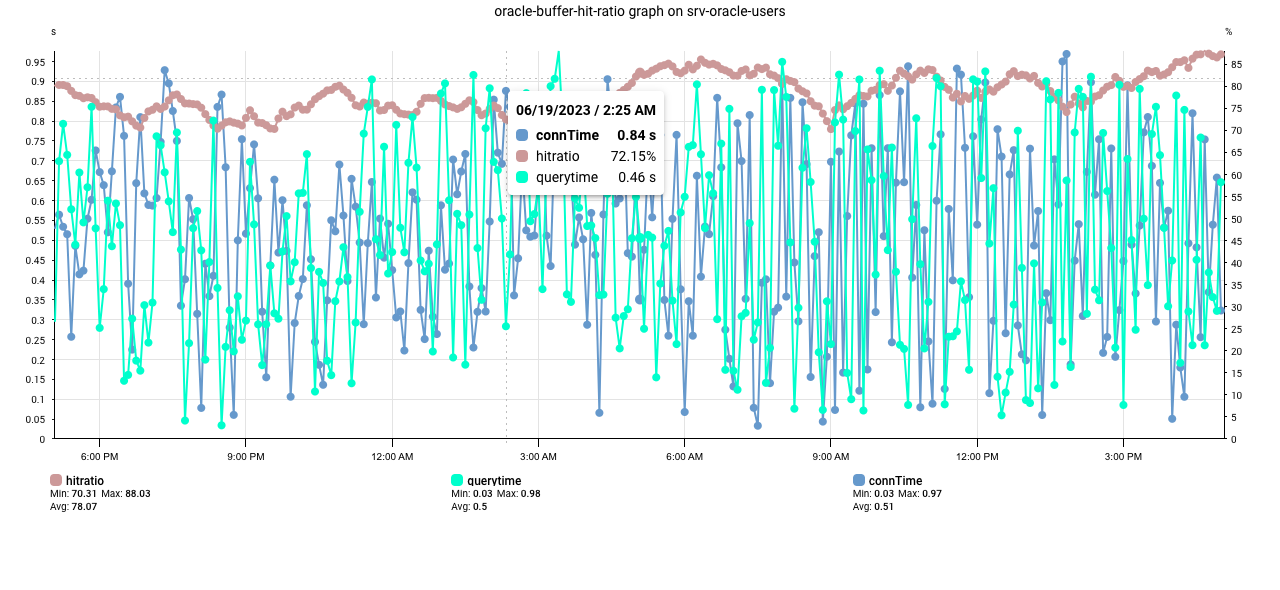 oracle-buffer-hit-ratio graph on srv-oracle-users
s %
0.95
0.9
0.85
0.8
0.75
0.7
0.65
0.6
0.55
0.5
0.45
0.4
0.35
0.3
0.25
0.2
0.15
0.1
0.05
0
85
80
75
70
65
60
55
50
45
40
35
30
25
20
15
10
5
0
06/19/2023 / 2:25 AM
connTime 0.84 s
hitratio 72.15%
querytime 0.46 s
6:00 PM 9:00 PM 12:00 AM 3:00 AM 6:00 AM 9:00 AM 12:00 PM 3:00 PM
hitratio
Min: 70.31 Max: 88.03
Avg: 78.07
querytime
Min: 0.03 Max: 0.98
Avg: 0.5
connTime
Min: 0.03 Max: 0.97
Avg: 0.51